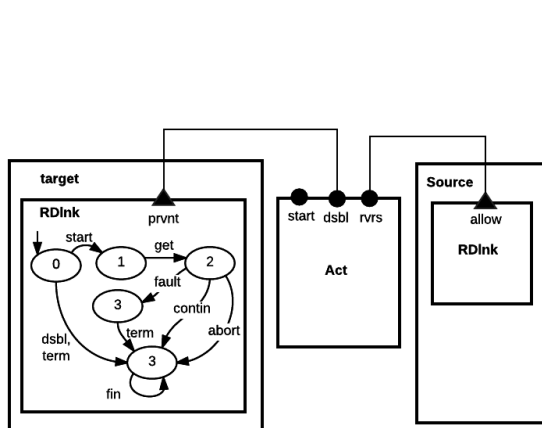 target
Source
RDlnk
prvnt
start dsbl rvrs
allow
start
get
RDlnk
0
1
2
Act
fault
3
contin
term
abort
dsbl,
term
3
fin